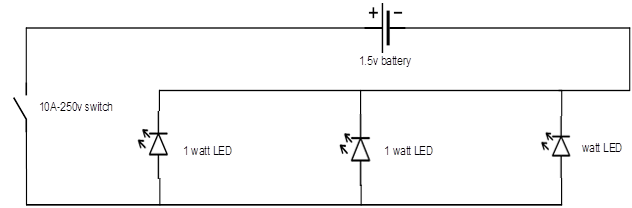 + -
1.5v battery
10A-250v switch
1 watt LED
1 watt LED
watt LED